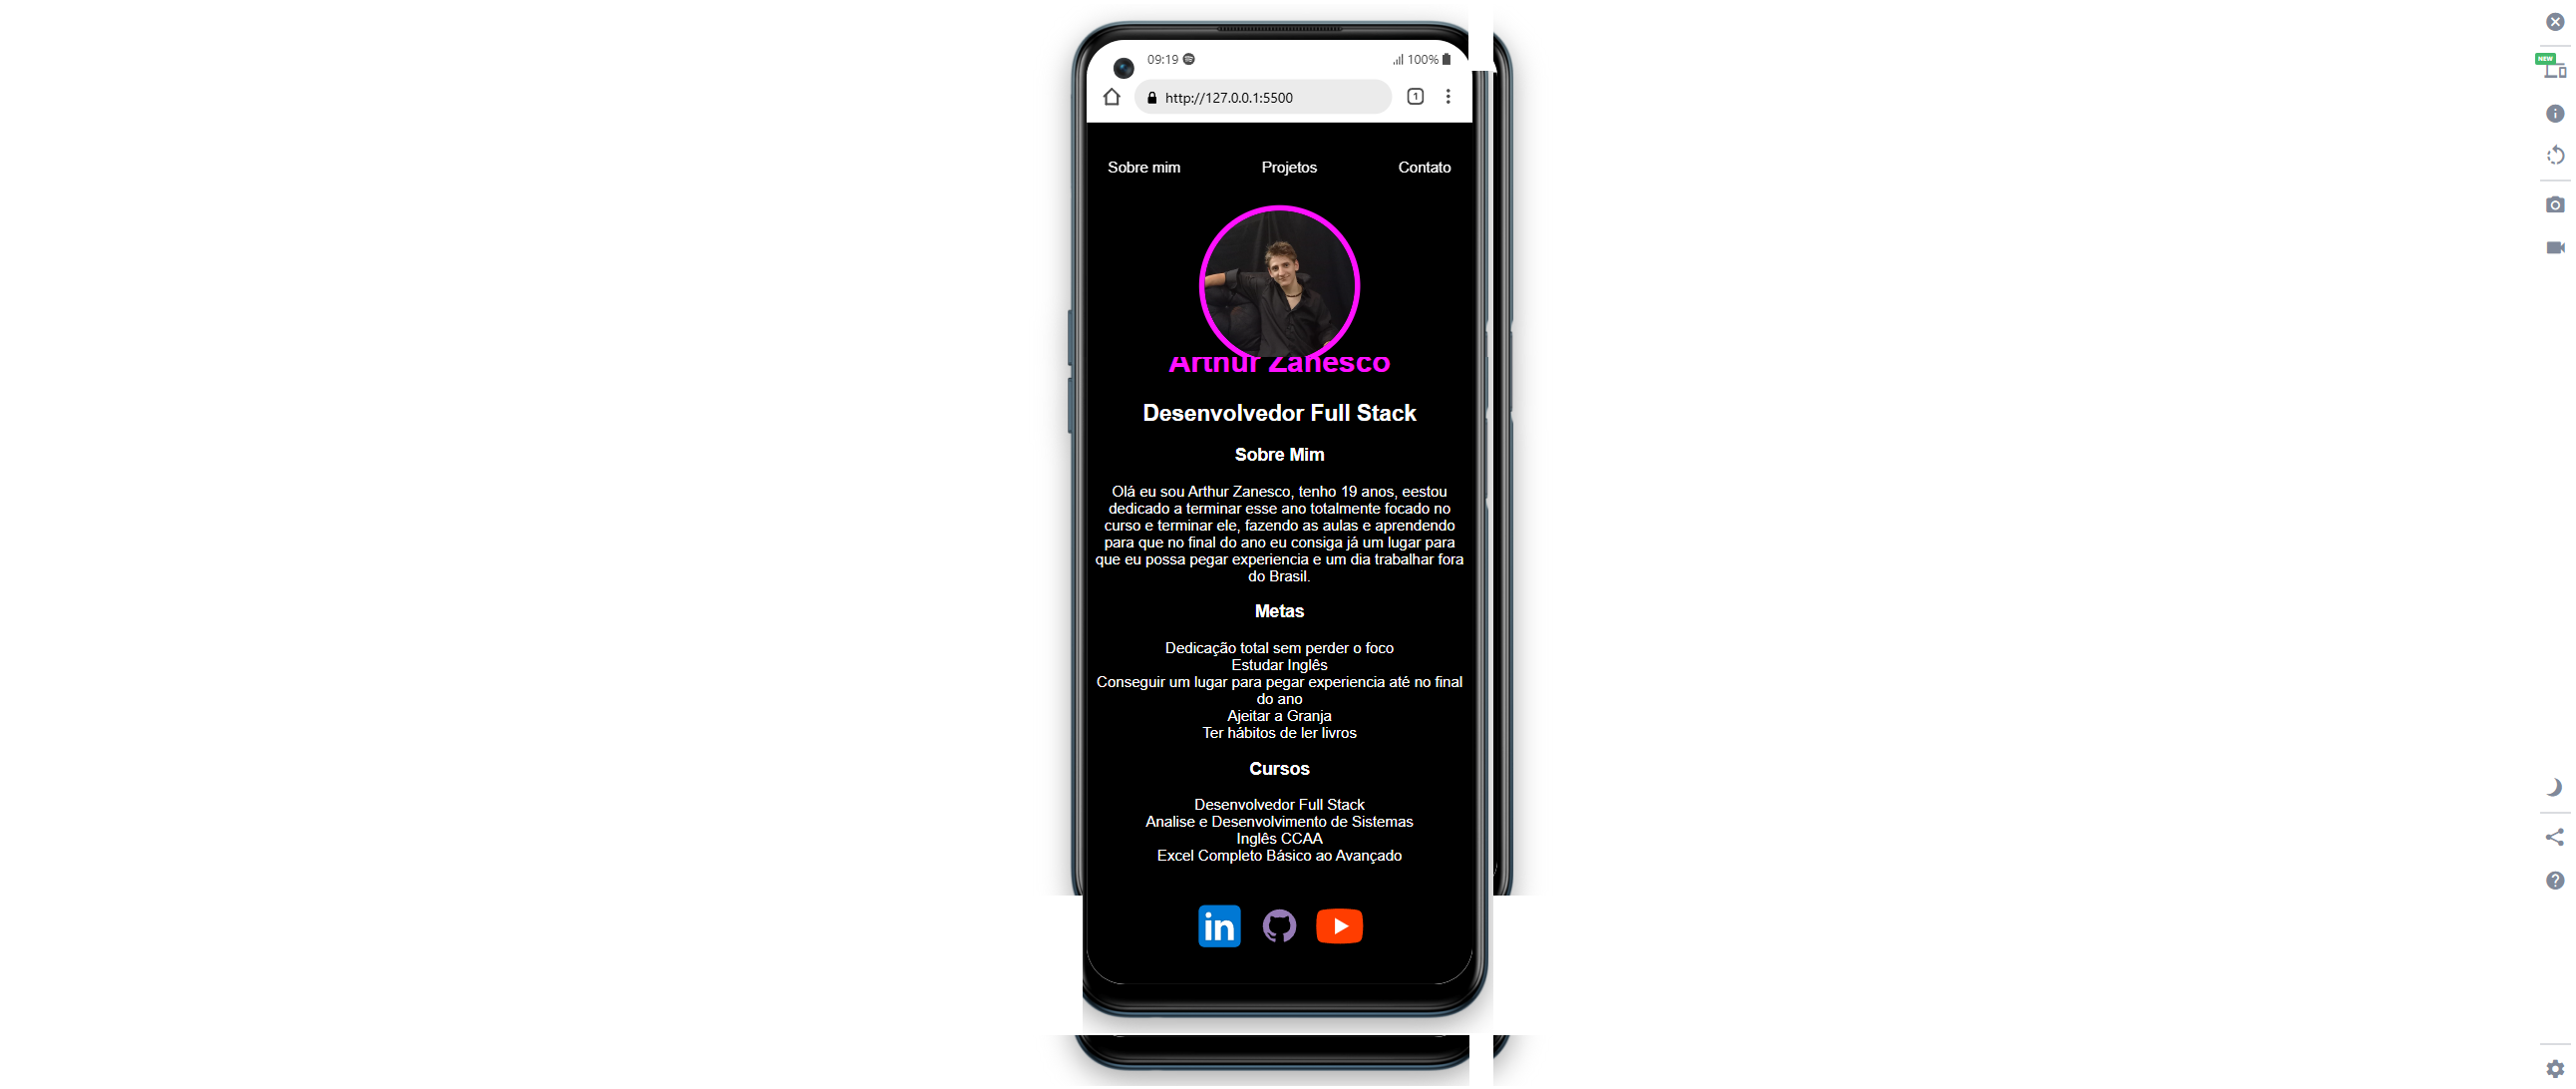 09:19
100%
http://127.0.0.1:5500
1
NEW
Sobre mim
Projetos
Contato
Arthur Zanesco
Desenvolvedor Full Stack
Sobre Mim
Olá eu sou Arthur Zanesco, tenho 19 anos, eestou
dedicado a terminar esse ano totalmente focado no
curso e terminar ele, fazendo as aulas e aprendendo
para que no final do ano eu consiga já um lugar para
que eu possa pegar experiencia e um dia trabalhar fora
do Brasil.
Metas
Dedicação total sem perder o foco
Estudar Inglês
Conseguir um lugar para pegar experiencia até no final
do ano
Ajeitar a Granja
Ter hábitos de ler livros
Cursos
Desenvolvedor Full Stack
Analise e Desenvolvimento de Sistemas
Inglês CCAA
Excel Completo Básico ao Avançado
in